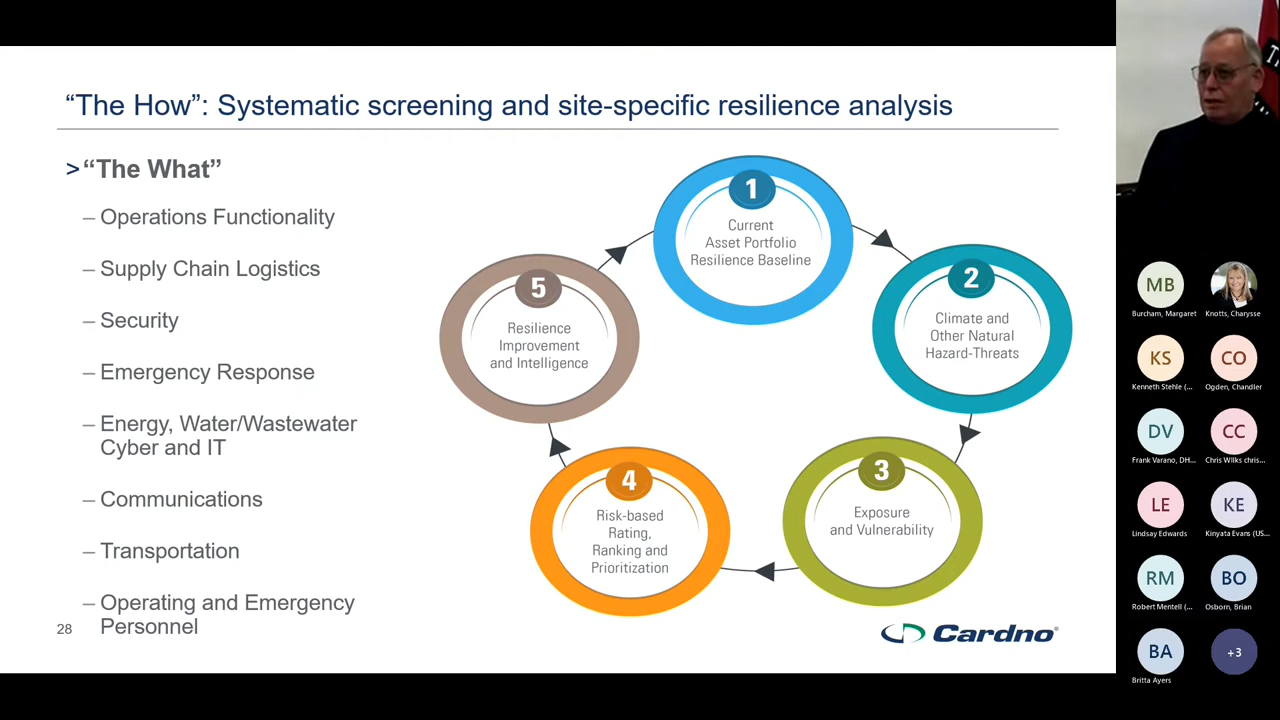 “The How”: Systematic screening and site-specific resilience analysis
> “The What”
– Operations Functionality
– Supply Chain Logistics
– Security
– Emergency Response
– Energy, Water/Wastewater
Cyber and IT
– Communications
– Transportation
– Operating and Emergency
Personnel
28
1
Current
Asset Portfolio
Resilience Baseline
2
Climate and
Other Natural
Hazard-Threats
3
Exposure
and Vulnerability
4
Risk-based
Rating,
Ranking and
Prioritization
5
Resilience
Improvement
and Intelligence
Cardno®
MB
Burcham, Margaret
Knotts, Charysse
KS
Kenneth Stehle (...
CO
Ogden, Chandler
DV
Frank Varano, DH...
CC
Chris Wilks chris...
LE
Lindsay Edwards
KE
Kinyata Evans (US...
RM
Robert Mentell (...
BO
Osborn, Brian
BA
Britta Ayers
+3